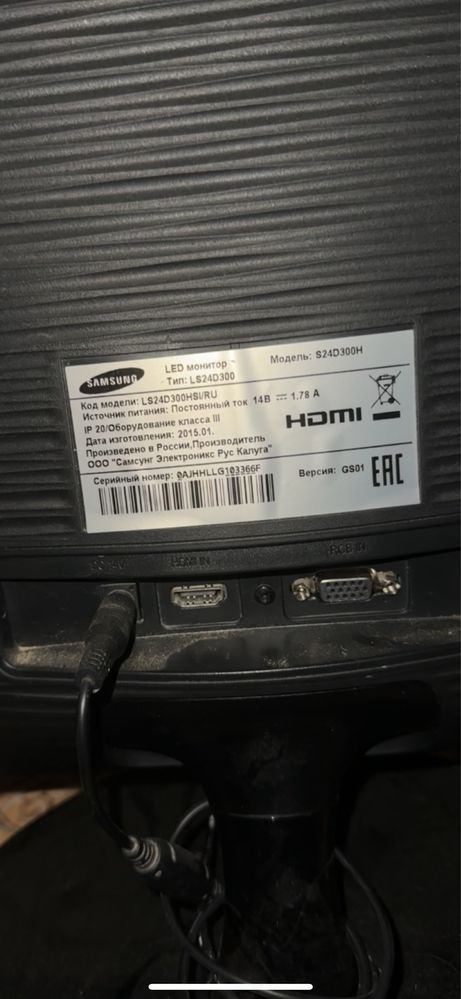 SAMSUNG
LED монитор
Тип: LS24D300
Модель: S24D300H
Код модели: LS24D300HSI/RU
Источник питания: Постоянный ток 14В 1.78 А
IP 20/Оборудование класса III
Дата изготовления: 2015.01.
Произведено в России,Производитель
ООО "Самсунг Электроникс Рус Калуга"
HDMI
Серийный номер: 0AJHHLLG103366F
Версия: GS01
EAC
DC 14V
HDMI IN
RGB IN